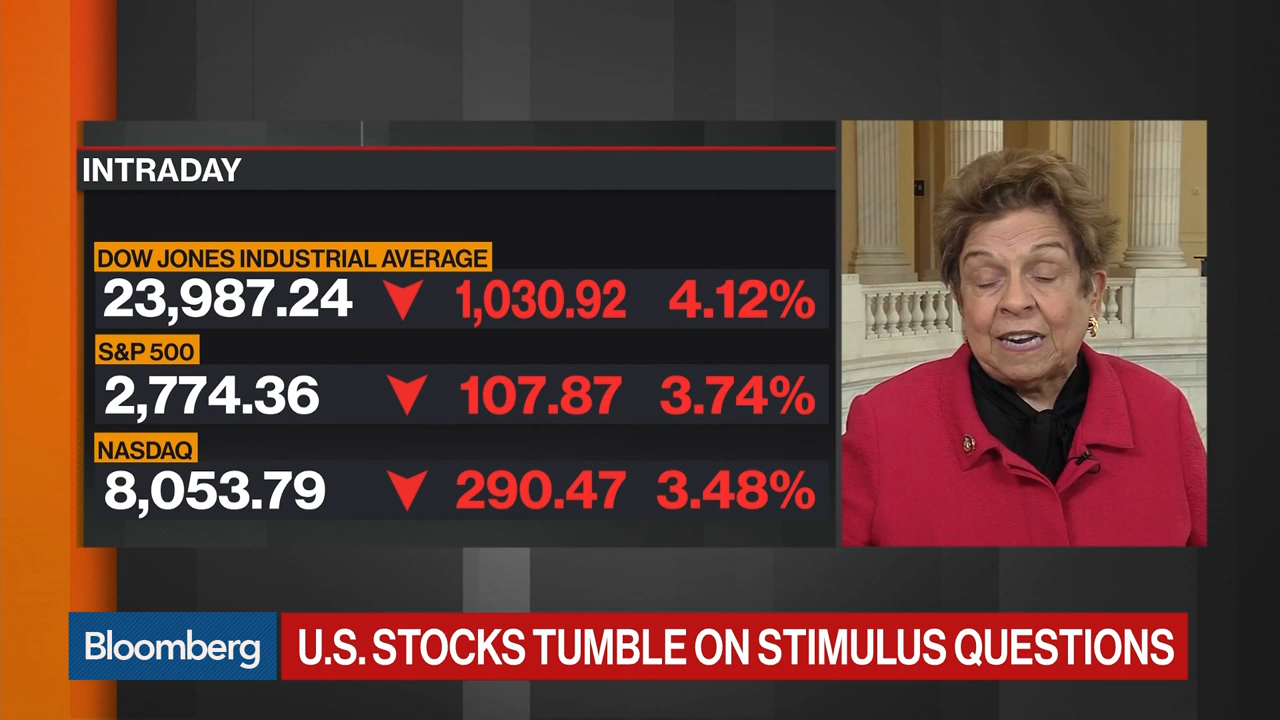 INTRADAY
DOW JONES INDUSTRIAL AVERAGE
23,987.24 ▼ 1,030.92 4.12%
S&P 500
2,774.36 ▼ 107.87 3.74%
NASDAQ
8,053.79 ▼ 290.47 3.48%
Bloomberg U.S. STOCKS TUMBLE ON STIMULUS QUESTIONS